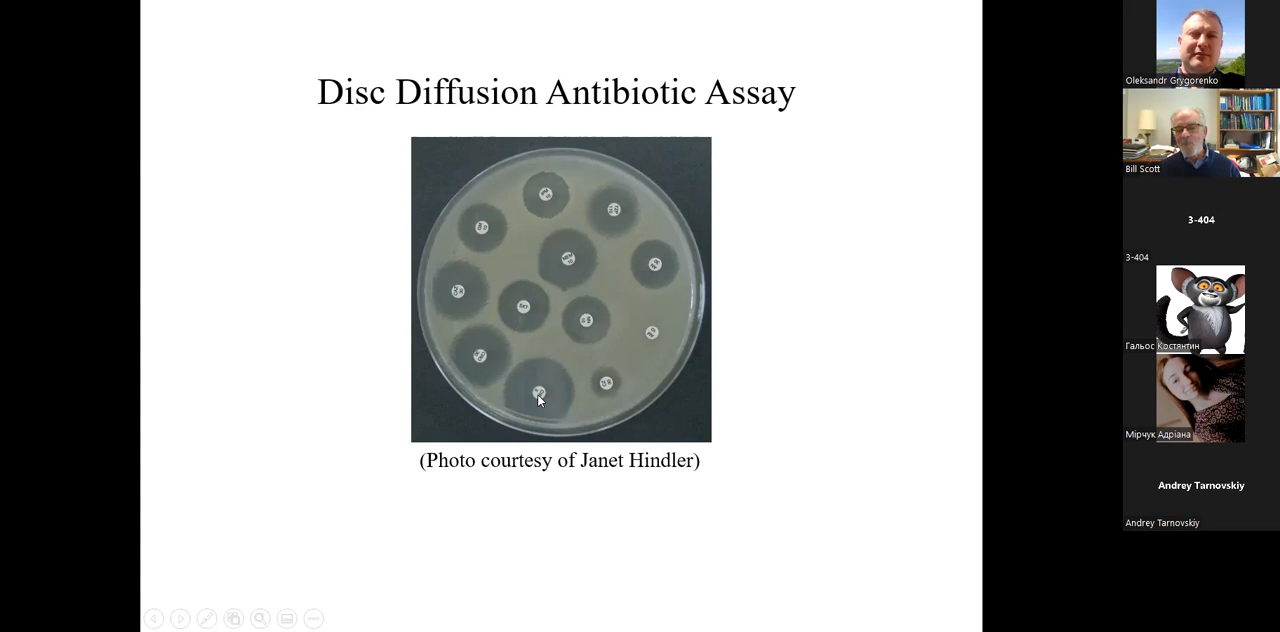 Disc Diffusion Antibiotic Assay
(Photo courtesy of Janet Hindler)
Oleksandr Grygorenko
Bill Scott
3-404
3-404
Гальос Костянтин
Мірчук Адріана
Andrey Tarnovskiy
Andrey Tarnovskiy